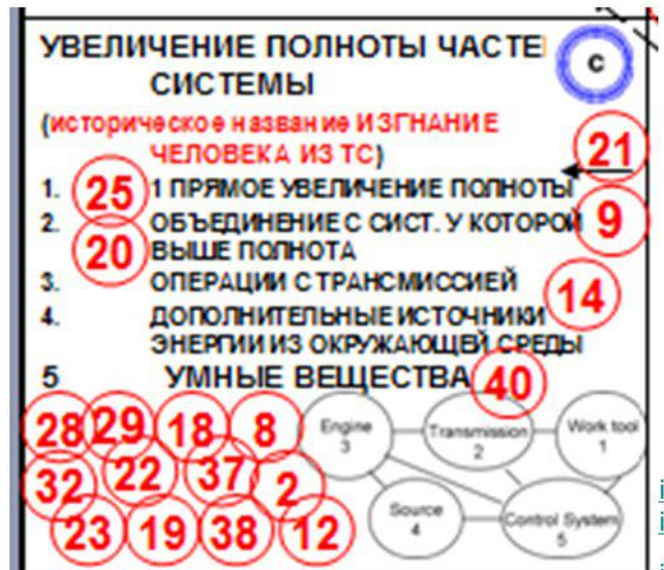 УВЕЛИЧЕНИЕ ПОЛНОТЫ ЧАСТЕ
СИСТЕМЫ
c
(историческое название ИЗГНАНИЕ
ЧЕЛОВЕКА ИЗ ТС)
21
1. 25 1 ПРЯМОЕ УВЕЛИЧЕНИЕ ПОЛНОТЫ
2. ОБЪЕДИНЕНИЕ С СИСТ. У КОТОРОЙ 9
20 ВЫШЕ ПОЛНОТА
3. ОПЕРАЦИИ С ТРАНСМИССИЕЙ 14
4. ДОПОЛНИТЕЛЬНЫЕ ИСТОЧНИКИ
ЭНЕРГИИ ИЗ ОКРУЖАЮЩЕЙ СРЕДЫ
5 УМНЫЕ ВЕЩЕСТВА 40
28 29 18 8
32 22 37 2
23 19 38 12
Engine
3
Transmission
2
Work tool
1
Source
4
Control System
5